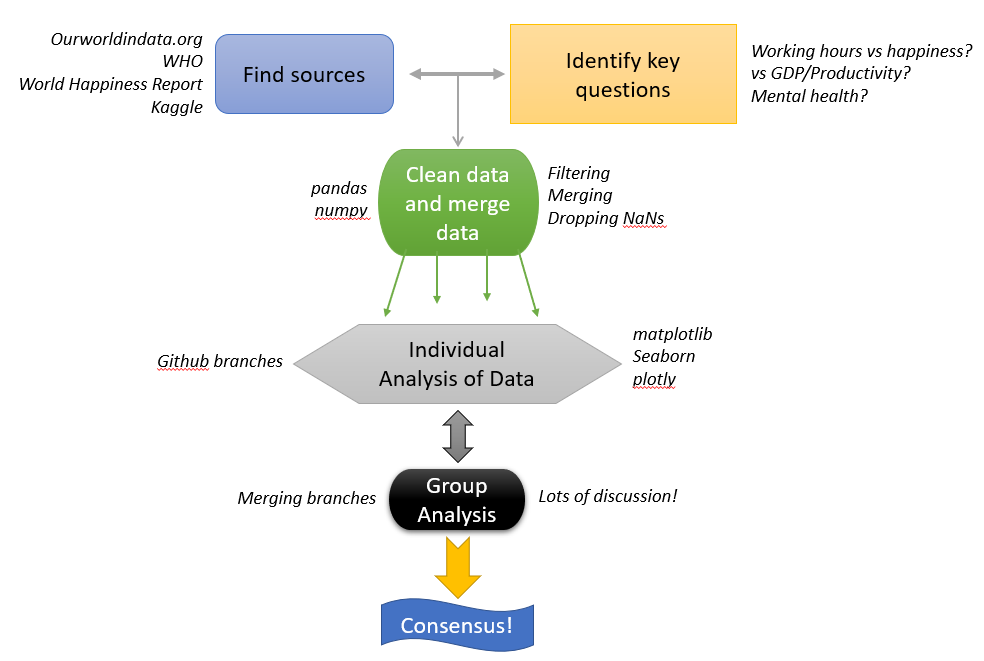 Ourworldindata.org
WHO
World Happiness Report
Kaggle
Find sources
Identify key
questions
Working hours vs happiness?
vs GDP/Productivity?
Mental health?
pandas
numpy
Clean data
and merge
data
Filtering
Merging
Dropping NaNs
Github branches
Individual
Analysis of Data
matplotlib
Seaborn
plotly
Merging branches
Group
Analysis
Lots of discussion!
Consensus!